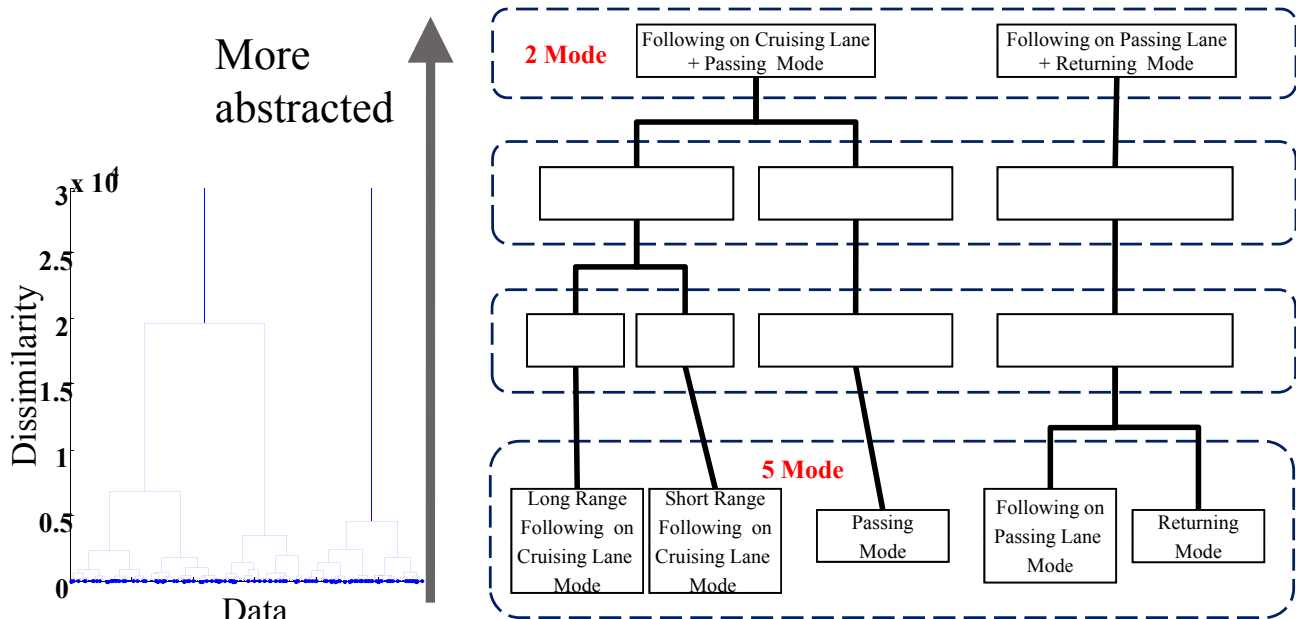 More
abstracted
x 10
3
2.5
2
1.5
1
0.5
0
Dissimilarity
Data
2 Mode
Following on Cruising Lane
+ Passing Mode
Following on Passing Lane
+ Returning Mode
5 Mode
Long Range
Following on
Cruising Lane
Mode
Short Range
Following on
Cruising Lane
Mode
Passing
Mode
Following on
Passing Lane
Mode
Returning
Mode